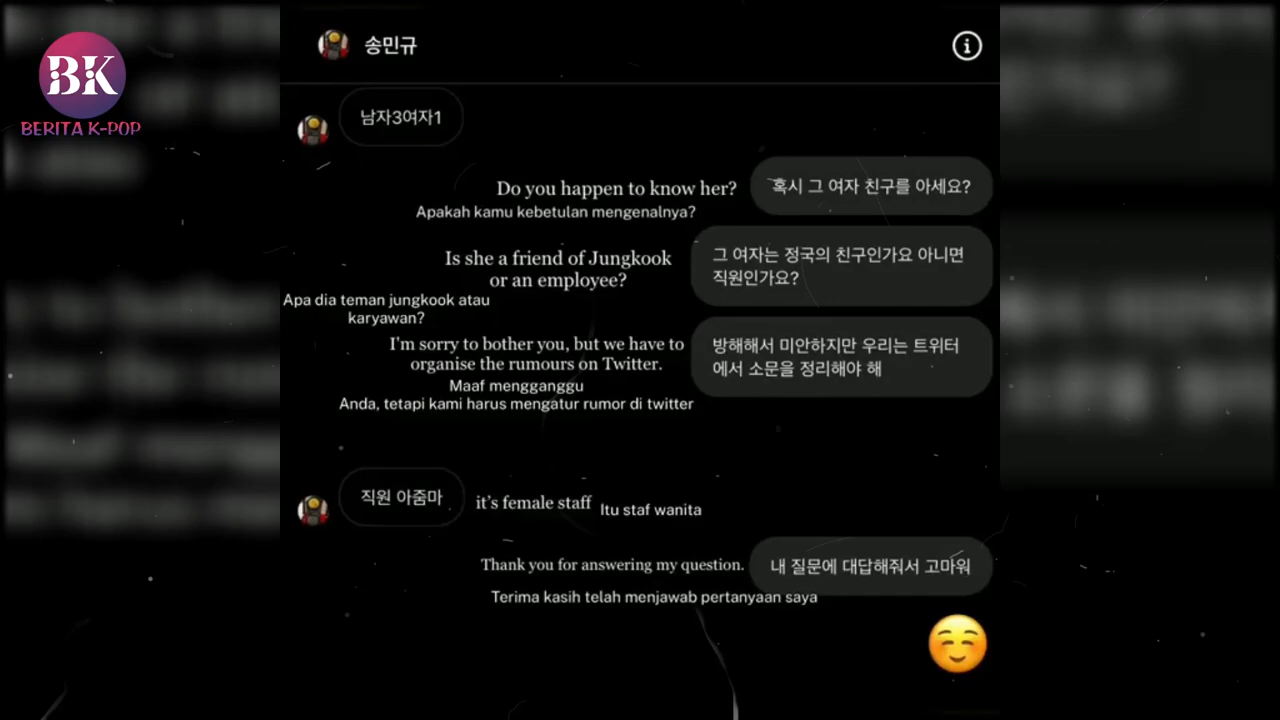 BK
BERITA K-POP
송민규
남자3여자1
Do you happen to know her?
혹시 그 여자 친구를 아세요?
Apakah kamu kebetulan mengenalnya?
Is she a friend of Jungkook
or an employee?
그 여자는 정국의 친구인가요 아니면
직원인가요?
Apa dia teman jungkook atau
karyawan?
I'm sorry to bother you, but we have to
organise the rumours on Twitter.
방해해서 미안하지만 우리는 트위터
에서 소문을 정리해야 해
Maaf mengganggu
Anda, tetapi kami harus mengatur rumor di twitter
직원 아줌마
it's female staff
Itu staf wanita
Thank you for answering my question.
내 질문에 대답해줘서 고마워
Terima kasih telah menjawab pertanyaan saya